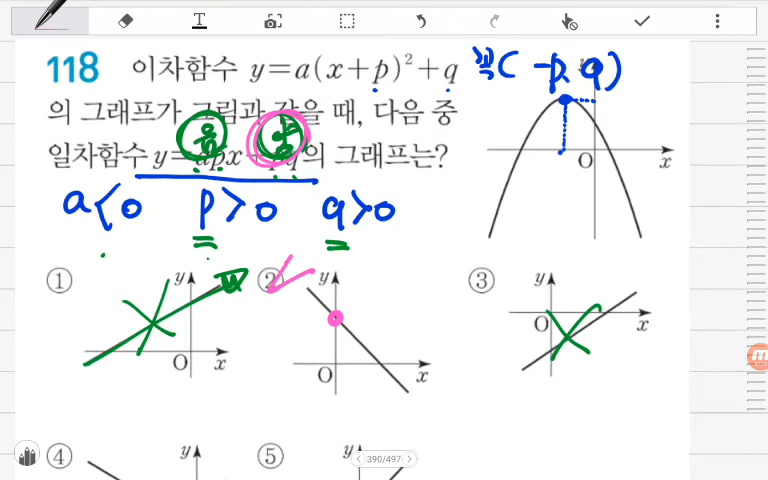 118 이차함수 y=a(x+p)²+q 꼭(-p, q)
의 그래프가 그림과 같을 때, 다음 중
음 양
일차함수 y=apx+pq의 그래프는?
a<0 p>0 q>0
O x
① y O x
② y O x
③ y O x
④ y
⑤ y
390/497